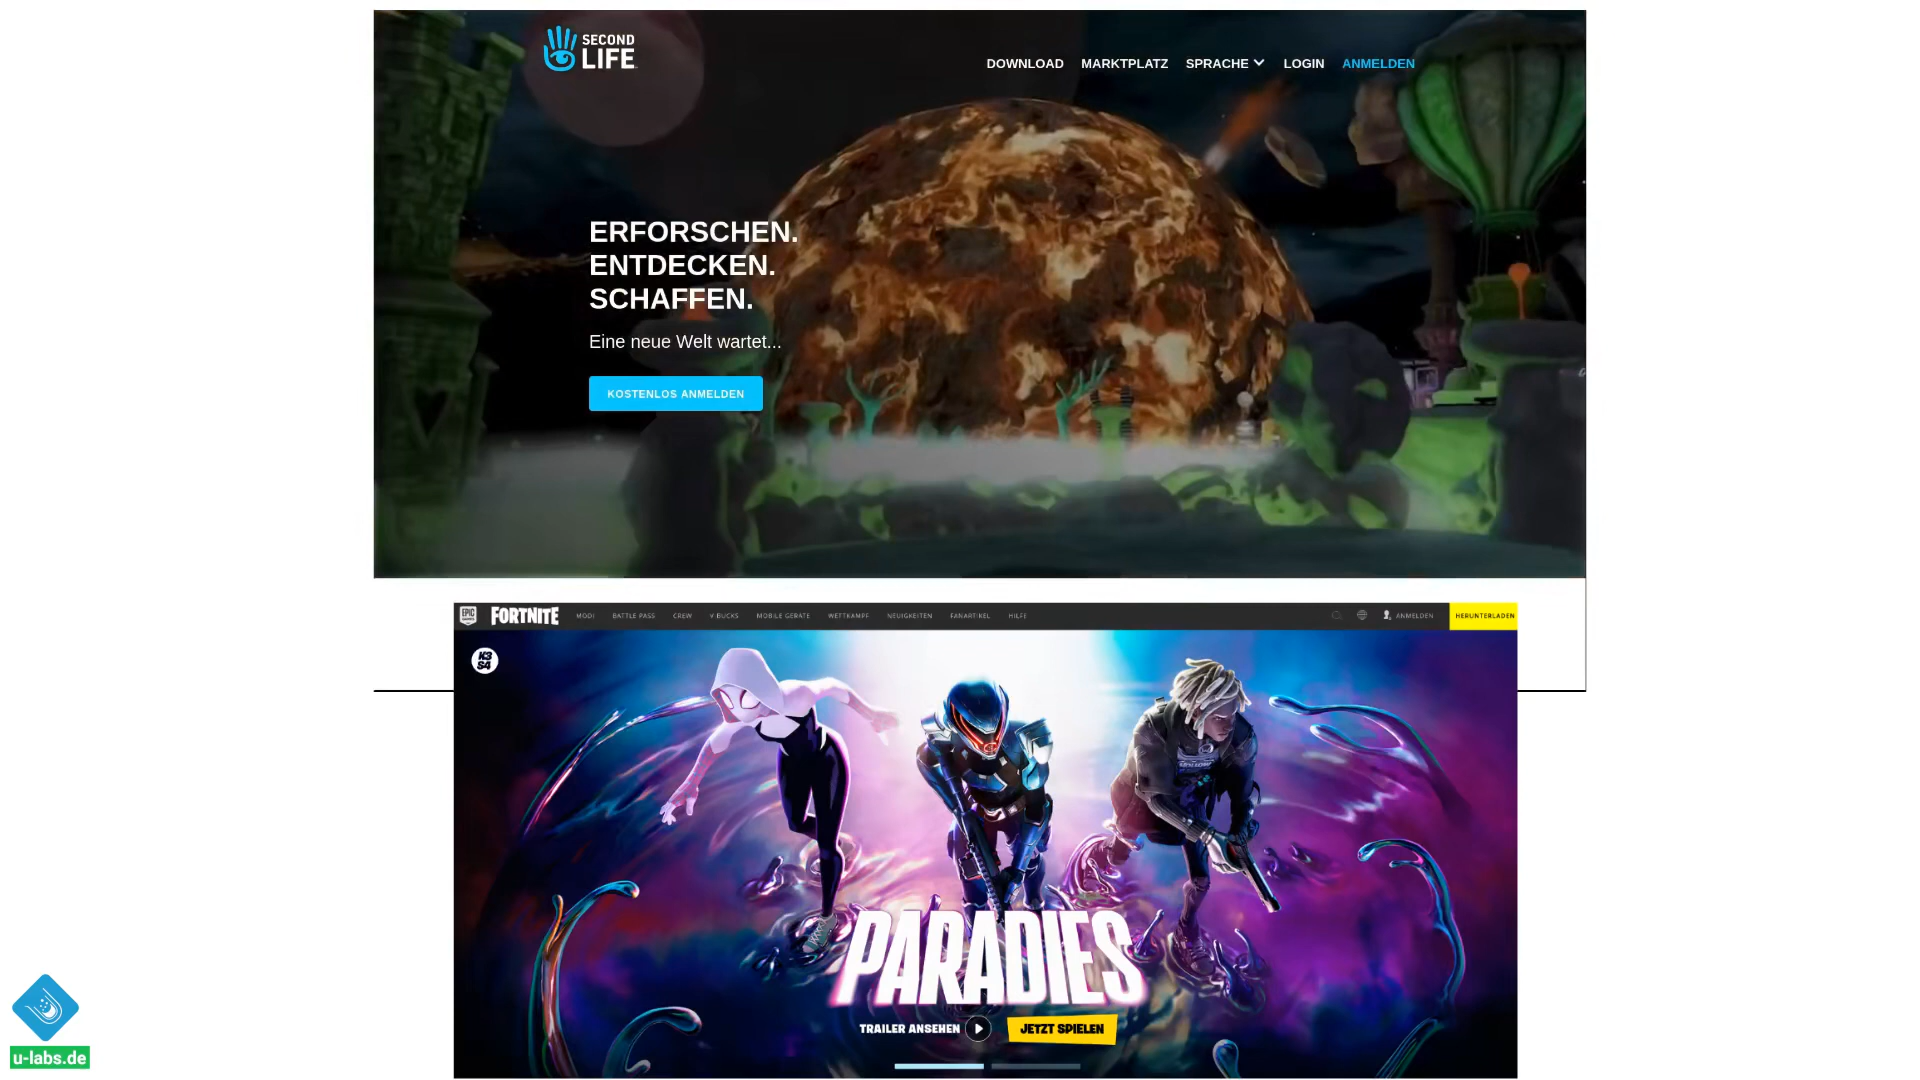 SECOND
LIFE
DOWNLOAD MARKTPLATZ SPRACHE LOGIN ANMELDEN
ERFORSCHEN.
ENTDECKEN.
SCHAFFEN.
Eine neue Welt wartet...
KOSTENLOS ANMELDEN
EPIC GAMES FORTNITE MODI BATTLE PASS CREW V-BUCKS MOBILE GERÄTE WETTKAMPF NEUIGKEITEN FANARTIKEL HILFE ANMELDEN HERUNTERLADEN
K3
S4
PARADIES
TRAILER ANSEHEN JETZT SPIELEN
u-labs.de